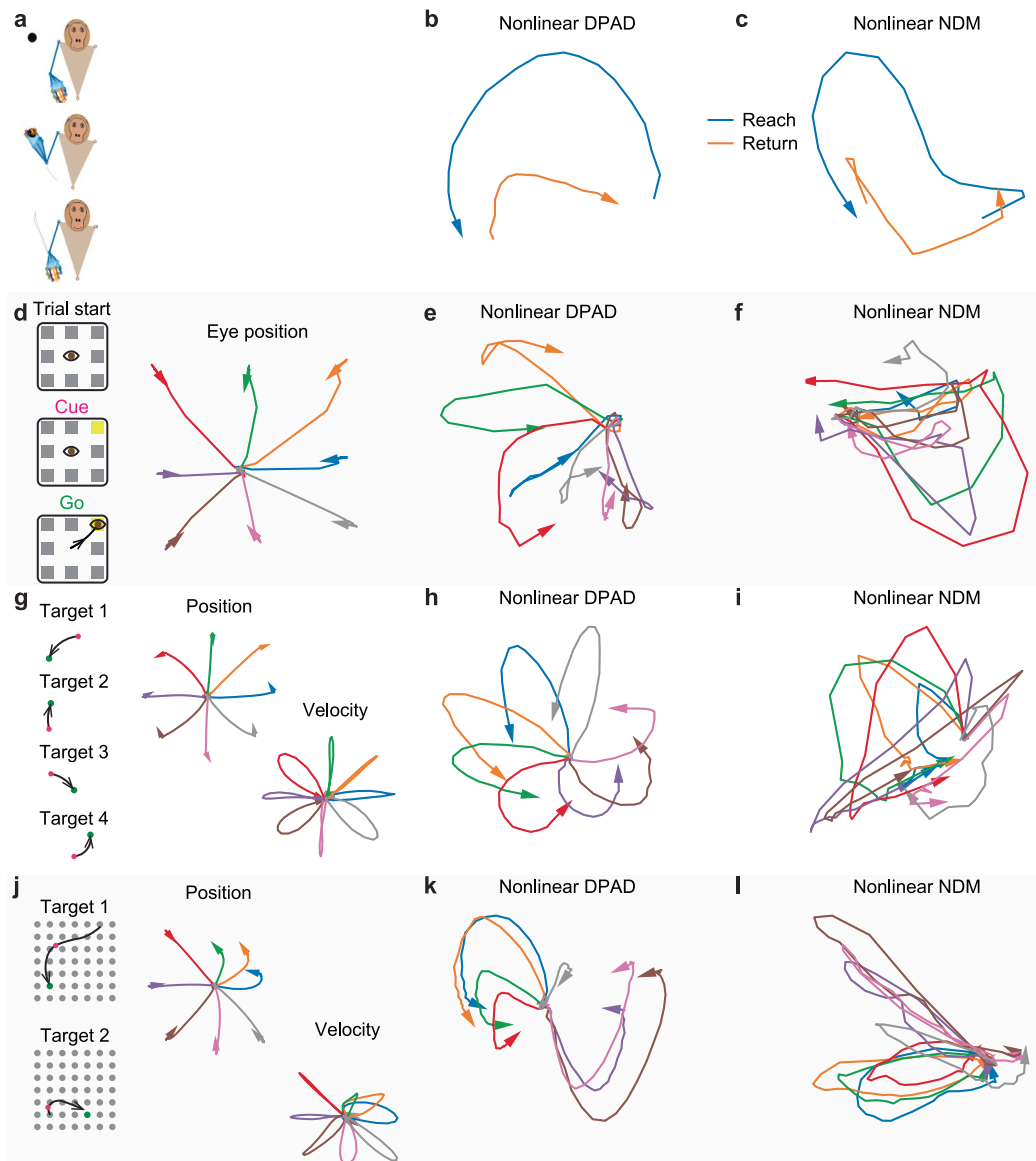 a
b
Nonlinear DPAD
c
Nonlinear NDM
Reach
Return
d
Trial start
Cue
Go
Eye position
e
Nonlinear DPAD
f
Nonlinear NDM
g
Target 1
Target 2
Target 3
Target 4
Position
Velocity
h
Nonlinear DPAD
i
Nonlinear NDM
j
Target 1
Target 2
Position
Velocity
k
Nonlinear DPAD
l
Nonlinear NDM